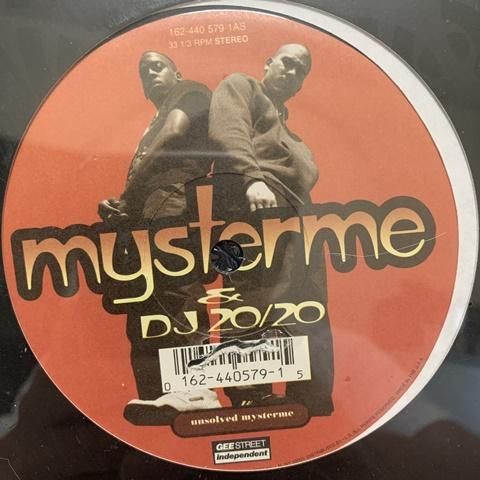 162-440 579-1AS
33 1/3 RPM STEREO
mysterme
&
DJ 20/20
0 162-440579-1 5
unsolved mysterme
GEE STREET
independent